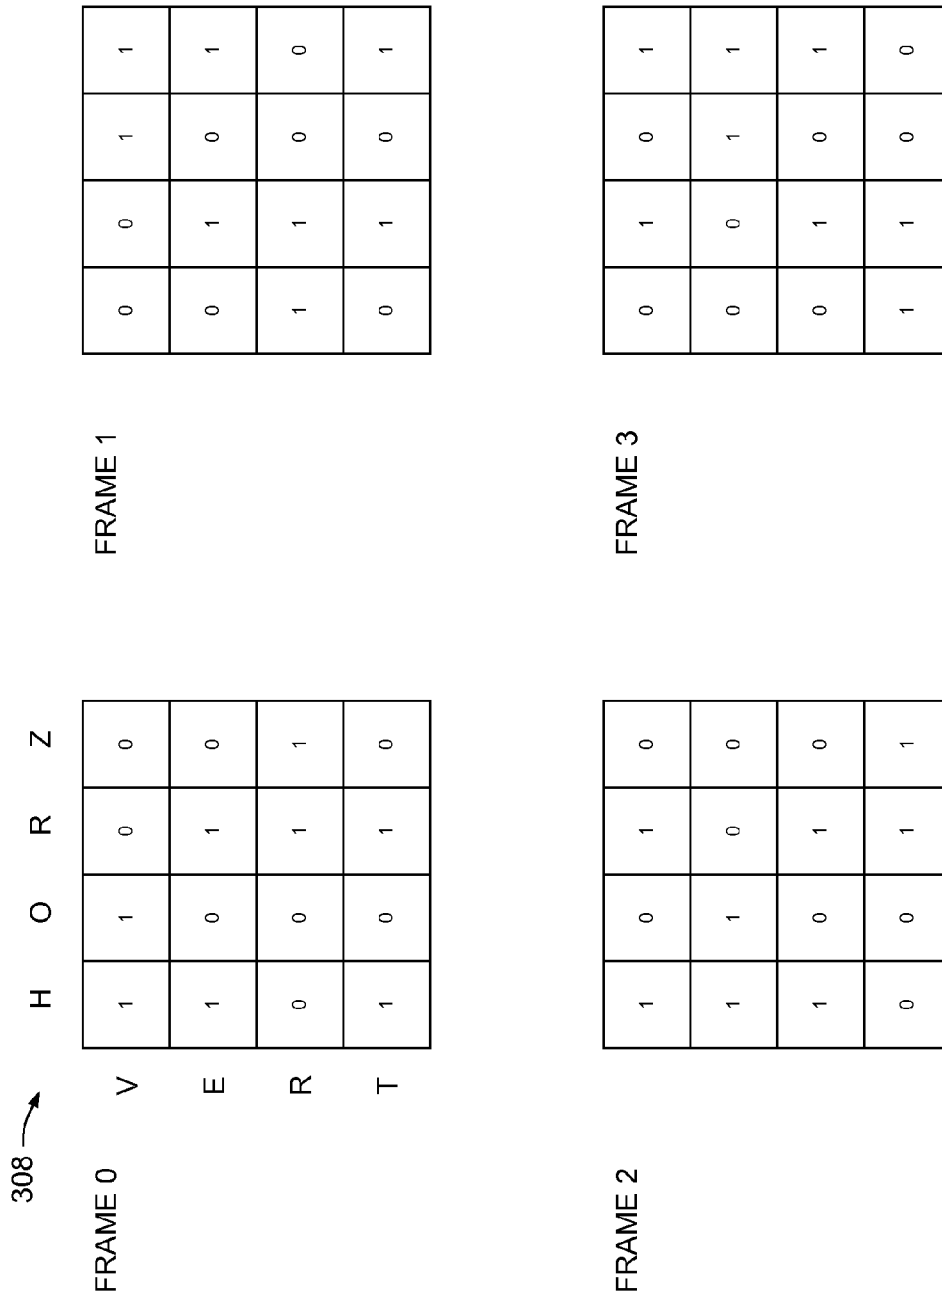 308
H O R Z
FRAME 0
V 1 1 0 0
E 1 0 1 0
R 0 0 1 1
T 1 0 1 0
FRAME 1
0 0 1 1
0 1 0 1
1 1 0 0
0 1 0 1
FRAME 2
1 0 1 0
1 1 0 0
1 0 1 0
0 0 1 1
FRAME 3
0 1 0 1
0 0 1 1
0 1 0 1
1 1 0 0